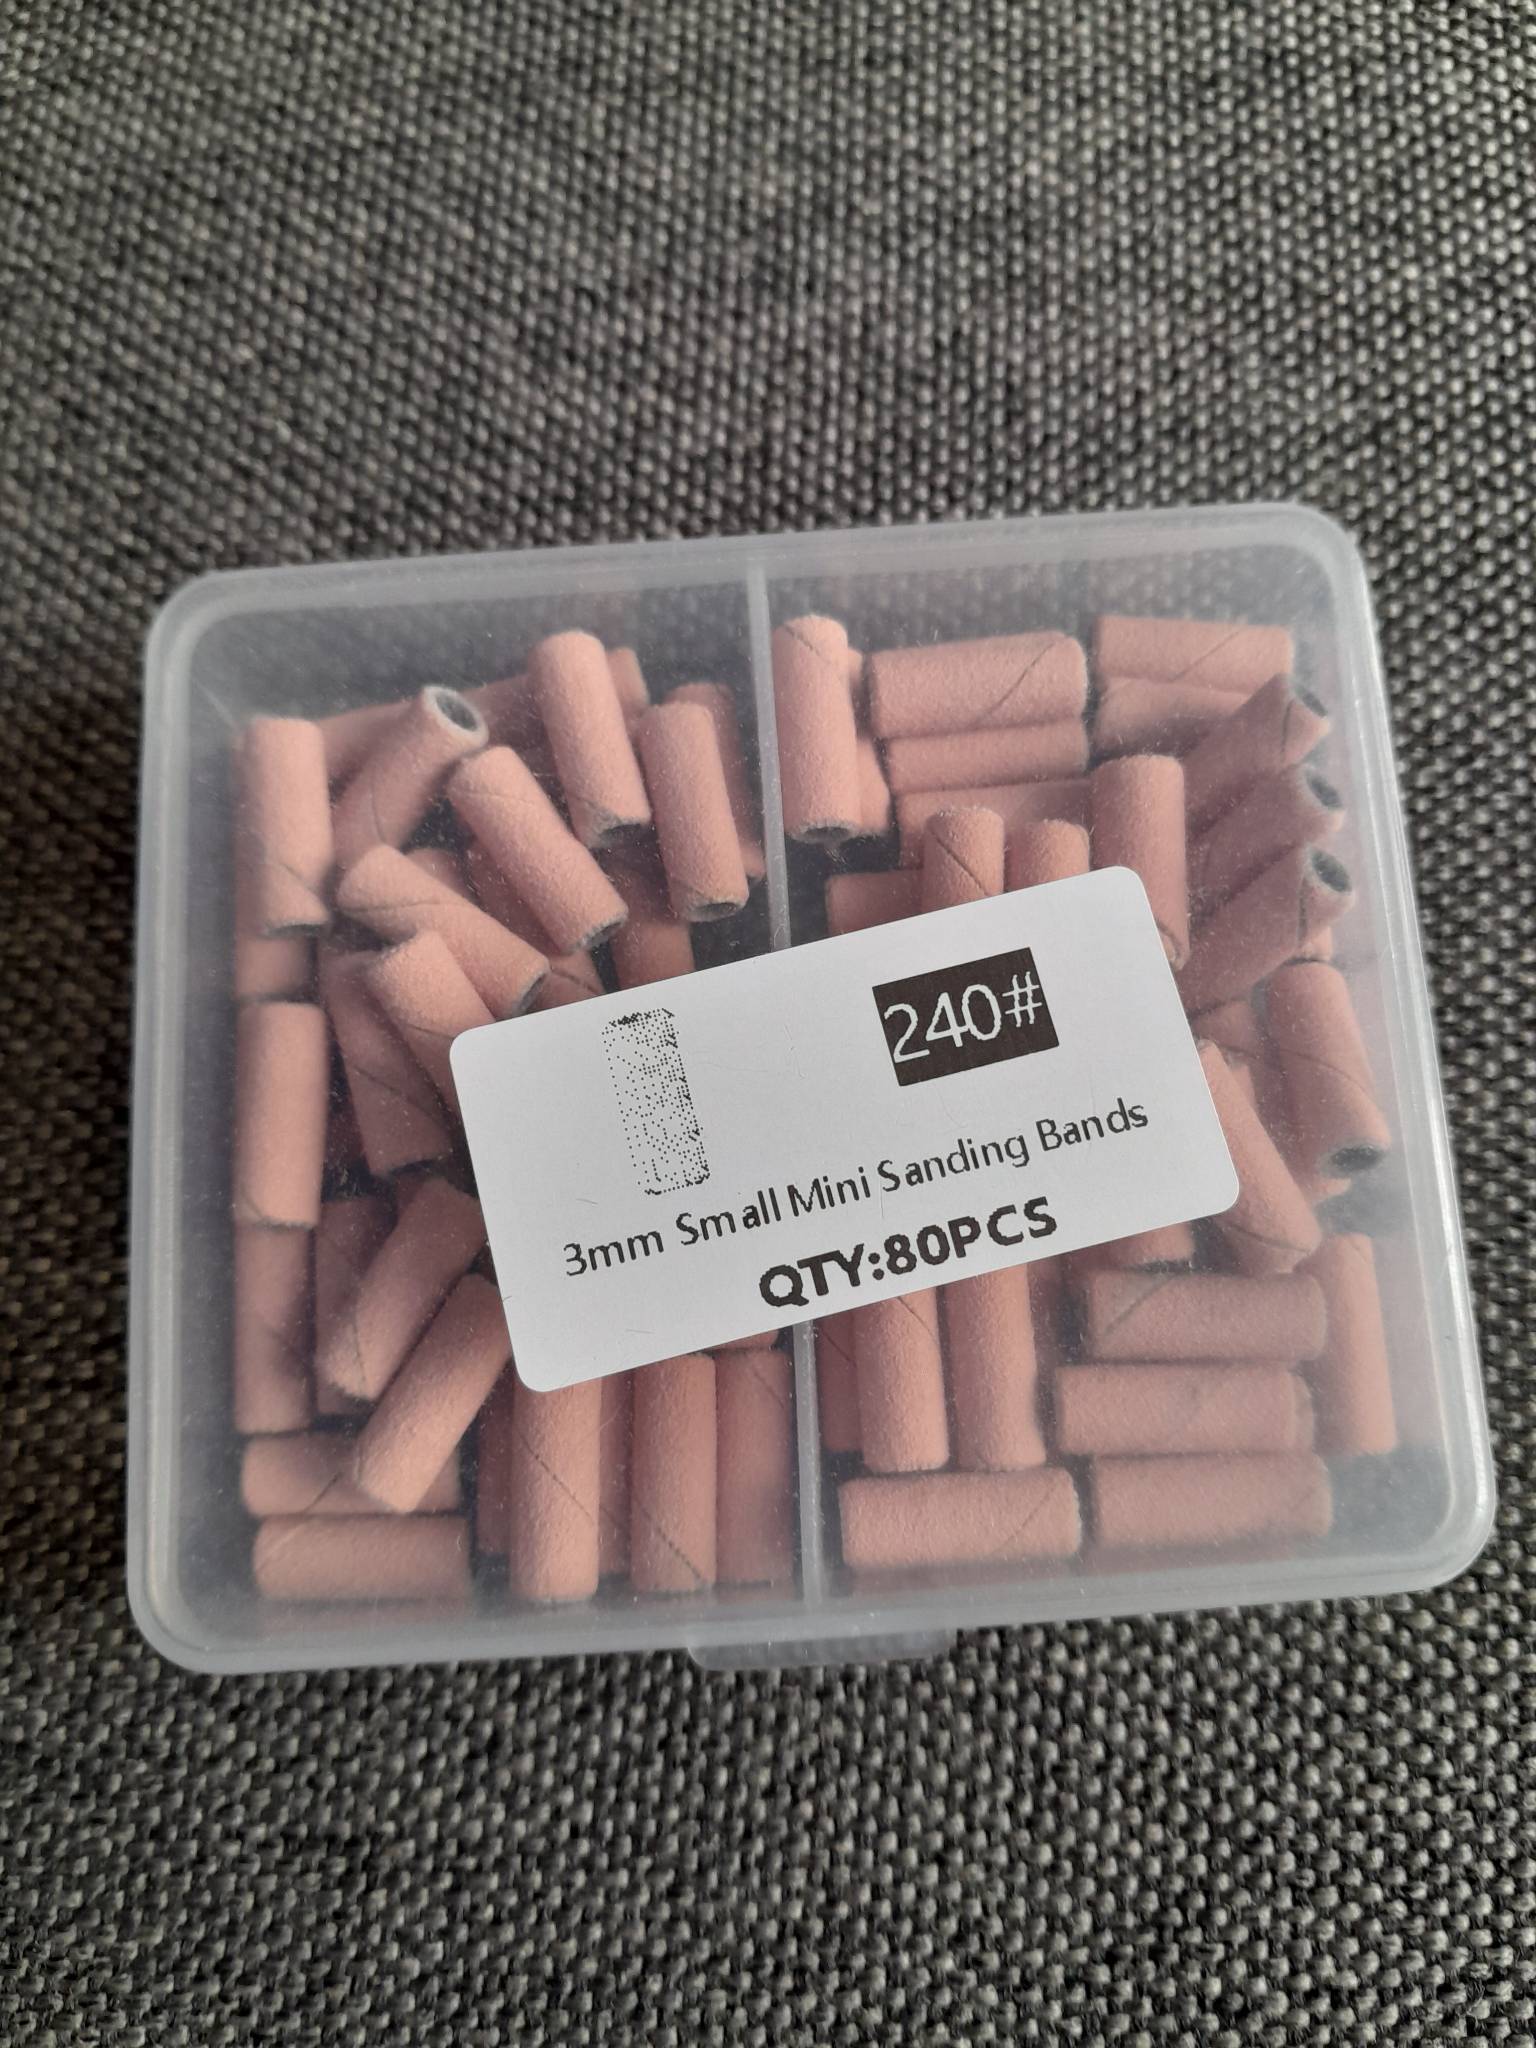 240#
3mm Small Mini Sanding Bands
QTY:80PCS